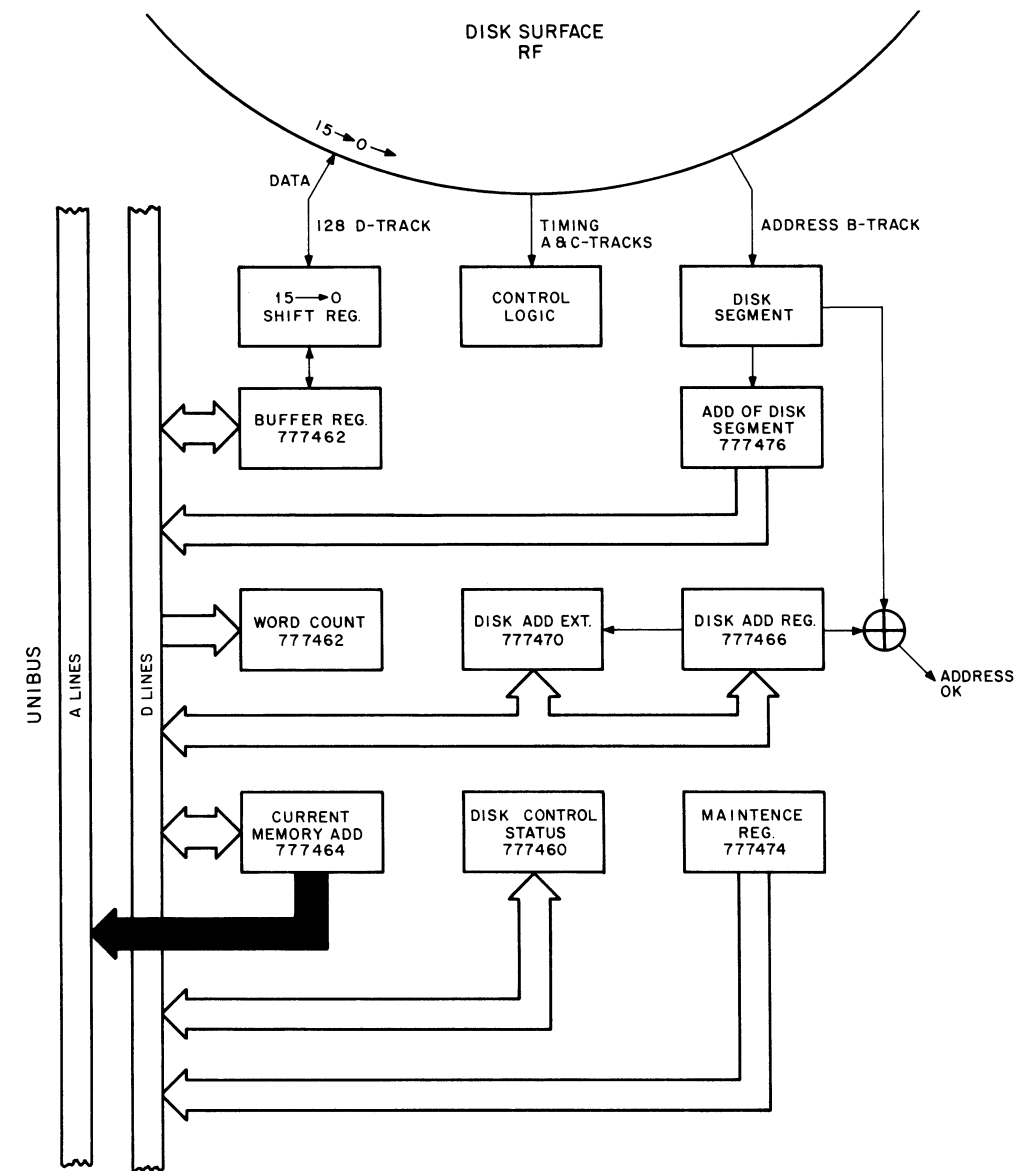 DISK SURFACE
RF
15→0→
DATA
128 D-TRACK
TIMING
A & C-TRACKS
ADDRESS B-TRACK
15→0
SHIFT REG.
CONTROL
LOGIC
DISK
SEGMENT
BUFFER REG.
777462
ADD OF DISK
SEGMENT
777476
WORD COUNT
777462
DISK ADD EXT.
777470
DISK ADD REG.
777466
ADDRESS
OK
UNIBUS
A LINES
D LINES
CURRENT
MEMORY ADD
777464
DISK CONTROL
STATUS
777460
MAINTENCE
REG.
777474